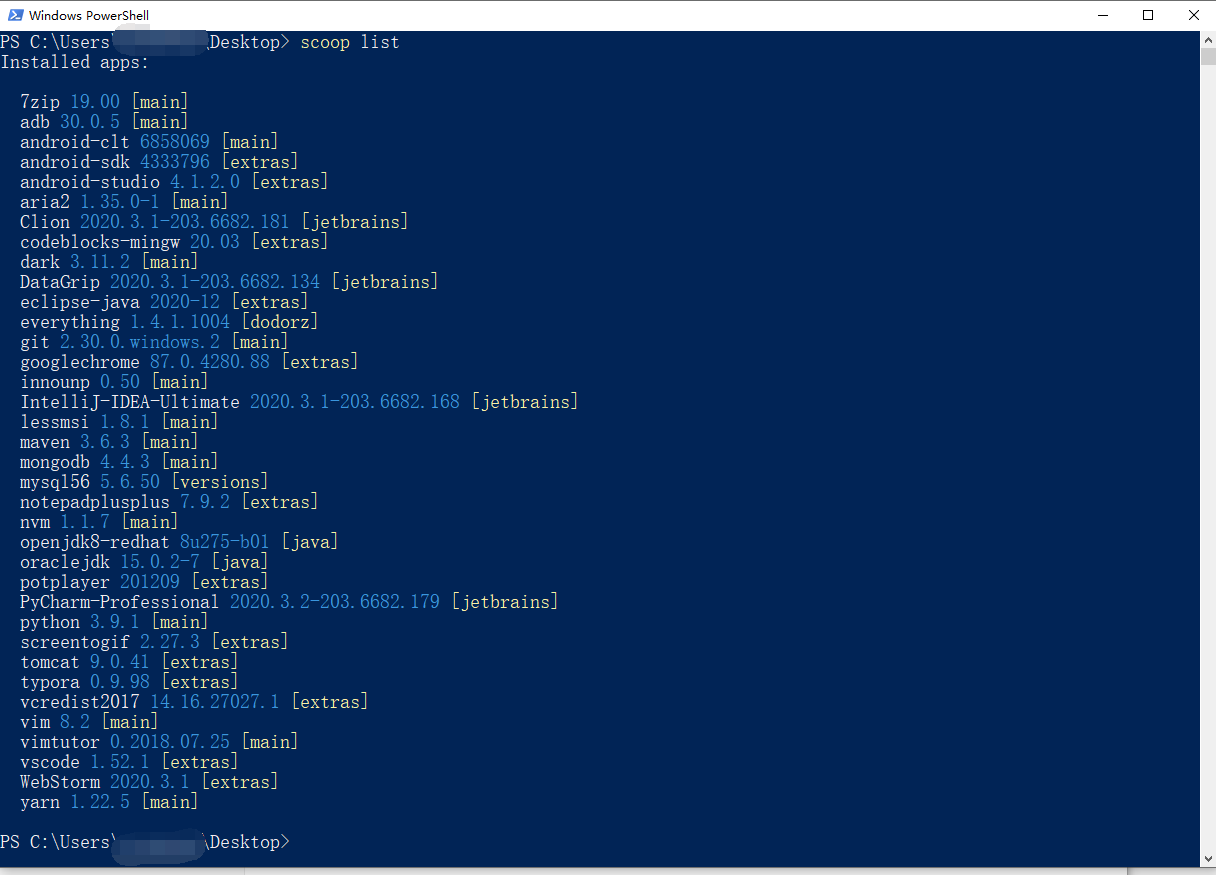 Windows PowerShell
PS C:\Users\ \Desktop> scoop list
Installed apps:
7zip 19.00 [main]
adb 30.0.5 [main]
android-clt 6858069 [main]
android-sdk 4333796 [extras]
android-studio 4.1.2.0 [extras]
aria2 1.35.0-1 [main]
Clion 2020.3.1-203.6682.181 [jetbrains]
codeblocks-mingw 20.03 [extras]
dark 3.11.2 [main]
DataGrip 2020.3.1-203.6682.134 [jetbrains]
eclipse-java 2020-12 [extras]
everything 1.4.1.1004 [dodorz]
git 2.30.0.windows.2 [main]
googlechrome 87.0.4280.88 [extras]
innounp 0.50 [main]
IntelliJ-IDEA-Ultimate 2020.3.1-203.6682.168 [jetbrains]
lessmsi 1.8.1 [main]
maven 3.6.3 [main]
mongodb 4.4.3 [main]
mysql56 5.6.50 [versions]
notepadplusplus 7.9.2 [extras]
nvm 1.1.7 [main]
openjdk8-redhat 8u275-b01 [java]
oraclejdk 15.0.2-7 [java]
potplayer 201209 [extras]
PyCharm-Professional 2020.3.2-203.6682.179 [jetbrains]
python 3.9.1 [main]
screentogif 2.27.3 [extras]
tomcat 9.0.41 [extras]
typora 0.9.98 [extras]
vcredist2017 14.16.27027.1 [extras]
vim 8.2 [main]
vimtutor 0.2018.07.25 [main]
vscode 1.52.1 [extras]
WebStorm 2020.3.1 [extras]
yarn 1.22.5 [main]
PS C:\Users\ \Desktop>